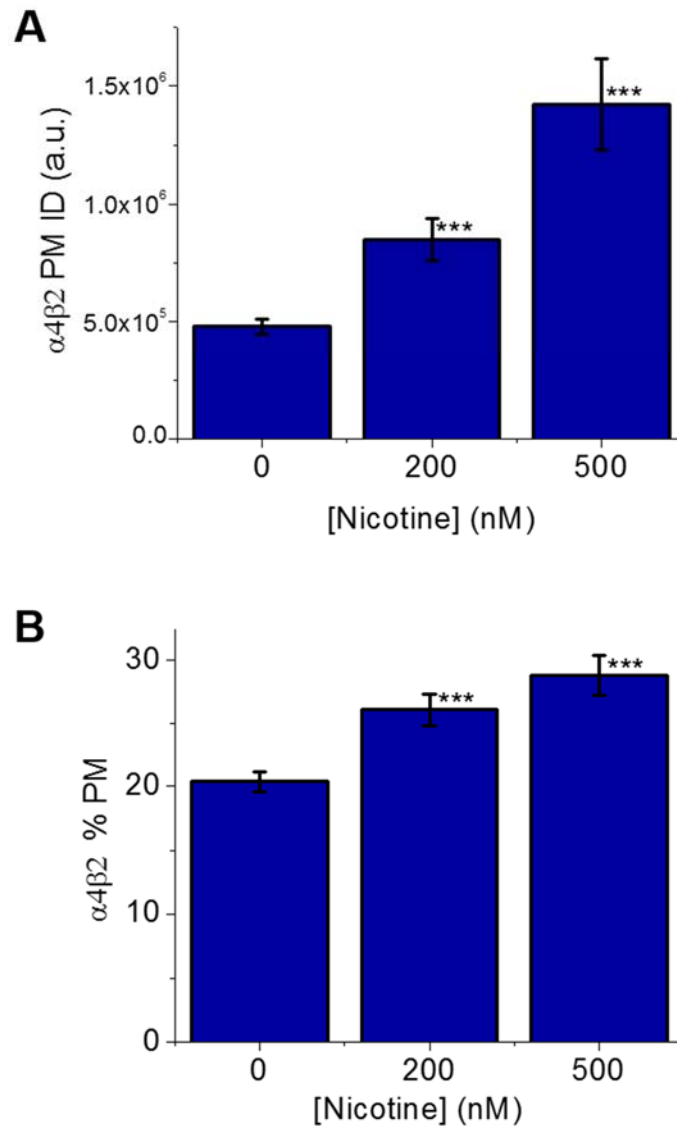 A
α4β2 PM ID (a.u.)
1.5x10⁶
1.0x10⁶
5.0x10⁵
0.0
***
***
0
200
500
[Nicotine] (nM)
B
α4β2 % PM
30
20
10
0
***
***
0
200
500
[Nicotine] (nM)